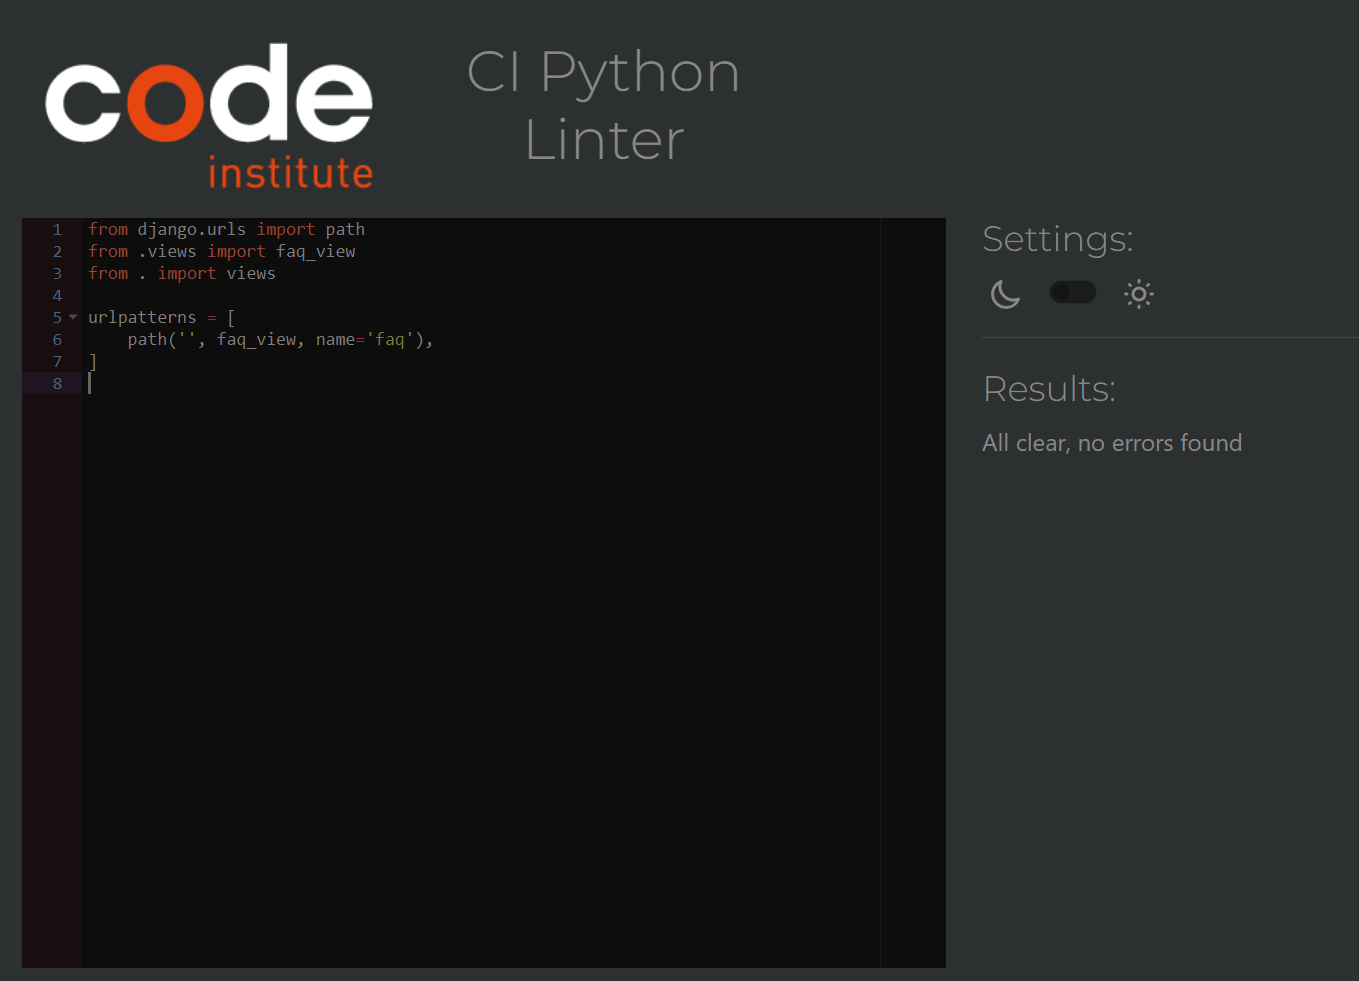 code
institute
CI Python
Linter
1 from django.urls import path
2 from .views import faq_view
3 from . import views
4
5 urlpatterns = [
6     path('', faq_view, name='faq'),
7 ]
8
Settings:
Results:
All clear, no errors found